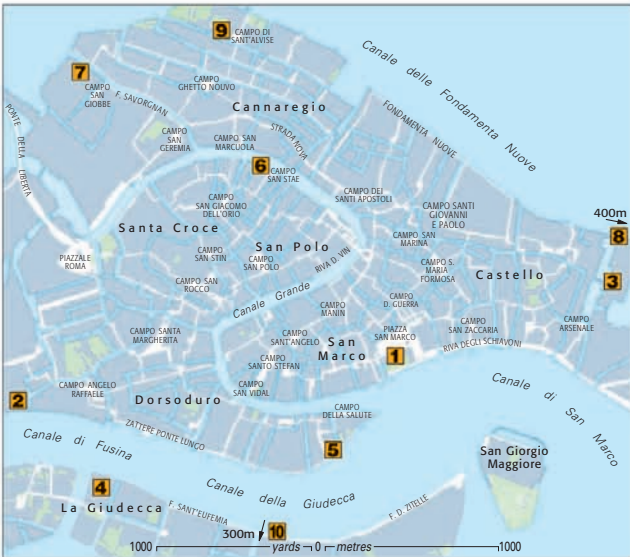 9
CAMPO DI
SANT'ALVISE
Canale delle Fondamenta Nuove
7
CAMPO
SAN
GIOBBE
CAMPO
GHETTO NUOVO
F. SAVORGNAN
Cannaregio
PONTE DELLA LIBERTÀ
CAMPO
SAN
GEREMIA
CAMPO SAN
MARCUOLA
STRADA NOVA
FONDAMENTA NUOVE
6
CAMPO
SAN STAE
CAMPO DEI
SANTI APOSTOLI
CAMPO
SAN GIACOMO
DELL'ORIO
CAMPO SANTI
GIOVANNI
E PAOLO
400m
8
Santa Croce
San Polo
CAMPO SAN
MARINA
PIAZZALE
ROMA
CAMPO
SAN STIN
CAMPO
SAN POLO
RIVA D. VIN
CAMPO S.
MARIA
FORMOSA
Castello
3
CAMPO SAN
ROCCO
Canale Grande
CAMPO
MANIN
CAMPO
D. GUERRA
CAMPO SANTA
MARGHERITA
CAMPO
SANT'ANGELO
San
Marco
PIAZZA
SAN MARCO
CAMPO
SAN ZACCARIA
CAMPO
ARSENALE
1
RIVA DEGLI SCHIAVONI
CAMPO
SANTO STEFAN
CAMPO ANGELO
RAFFAELE
CAMPO
SAN VIDAL
Canale di San Marco
2
Dorsoduro
CAMPO
DELLA SALUTE
Canale di Fusina
ZATTERE PONTE LUNGO
5
San Giorgio
Maggiore
4
La Giudecca
F. SANT'EUFEMIA
Canale della Giudecca
F. D. ZITELLE
300m
10
1000 yards 0 metres 1000